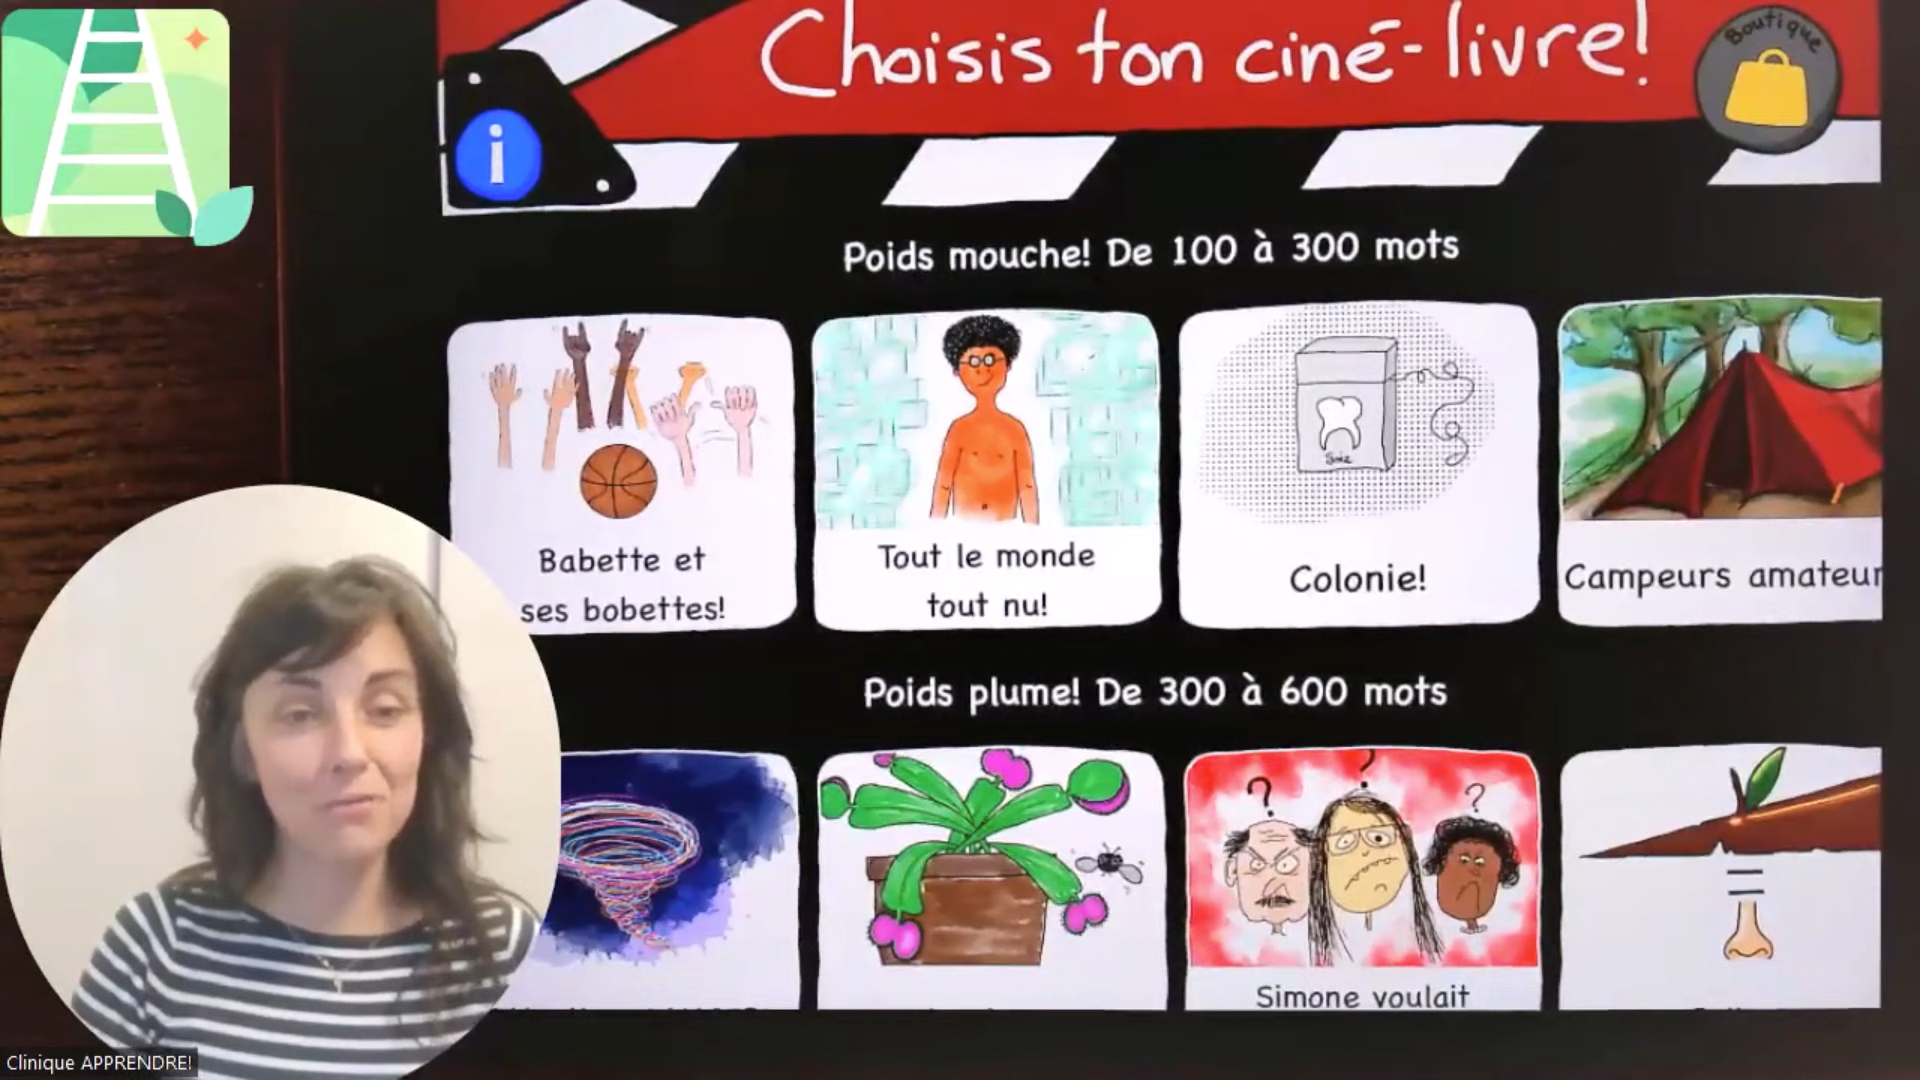 Choisis ton ciné-livre!
Boutique
i
Poids mouche! De 100 à 300 mots
Babette et
ses bobettes!
Tout le monde
tout nu!
Soie
Colonie!
Campeurs amateur
Poids plume! De 300 à 600 mots
? ? ?
Simone voulait
Clinique APPRENDRE!